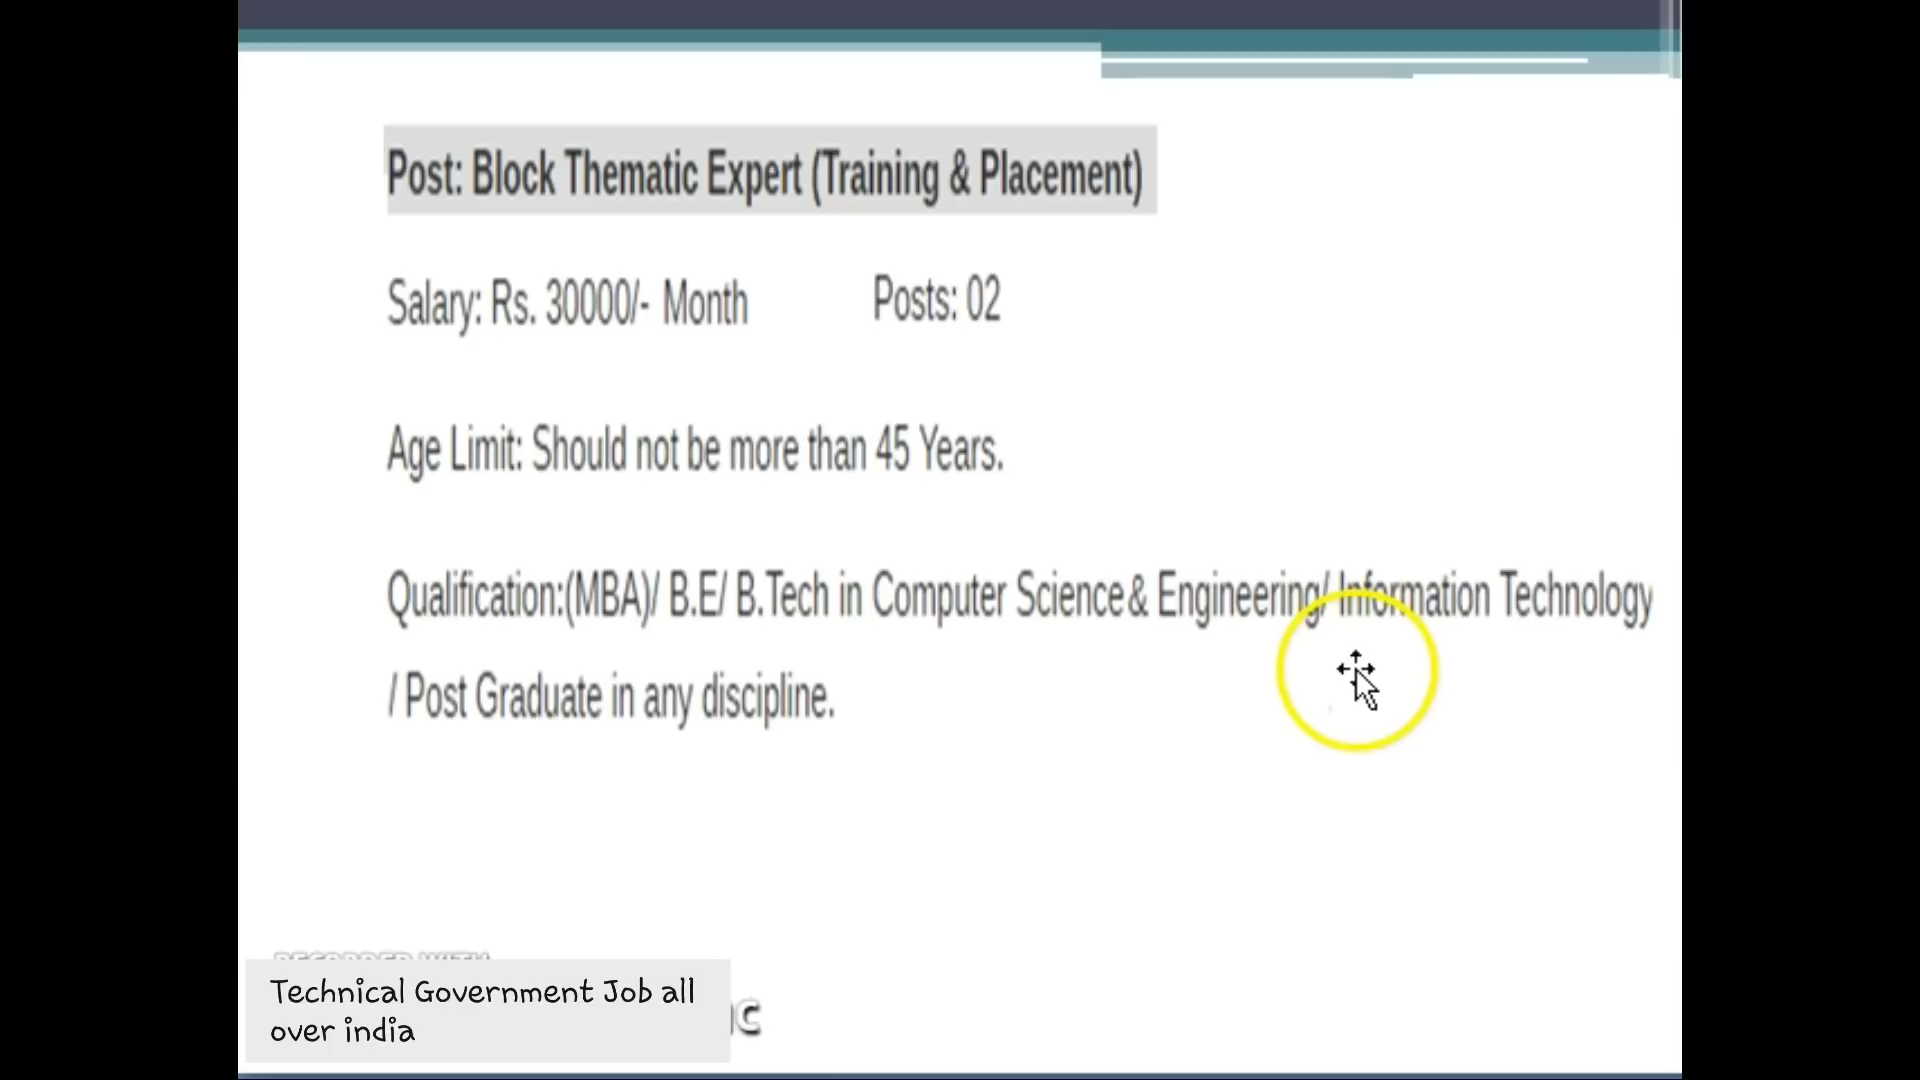 Post: Block Thematic Expert (Training & Placement)
Salary: Rs. 30000/- Month Posts: 02
Age Limit: Should not be more than 45 Years.
Qualification:(MBA)/ B.E/ B.Tech in Computer Science & Engineering/ Information Technology
/ Post Graduate in any discipline.
RECORDED WITH
Technical Government Job all
over india